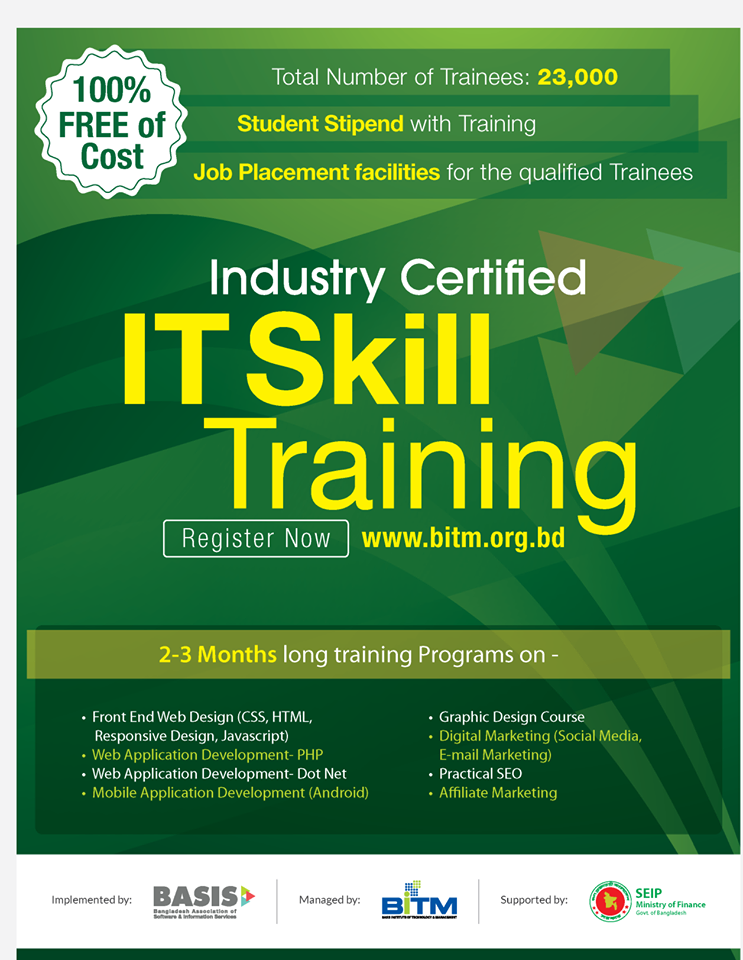 100%
FREE of
Cost
Total Number of Trainees: 23,000
Student Stipend with Training
Job Placement facilities for the qualified Trainees
Industry Certified
IT Skill
Training
Register Now www.bitm.org.bd
2-3 Months long training Programs on -
• Front End Web Design (CSS, HTML,
Responsive Design, Javascript)
• Web Application Development- PHP
• Web Application Development- Dot Net
• Mobile Application Development (Android)
• Graphic Design Course
• Digital Marketing (Social Media,
E-mail Marketing)
• Practical SEO
• Affiliate Marketing
Implemented by:
BASIS
Bangladesh Association of
Software & Information Services
Managed by:
BITM
BASIS INSTITUTE OF TECHNOLOGY & MANAGEMENT
Supported by:
SEIP
Ministry of Finance
Govt. of Bangladesh